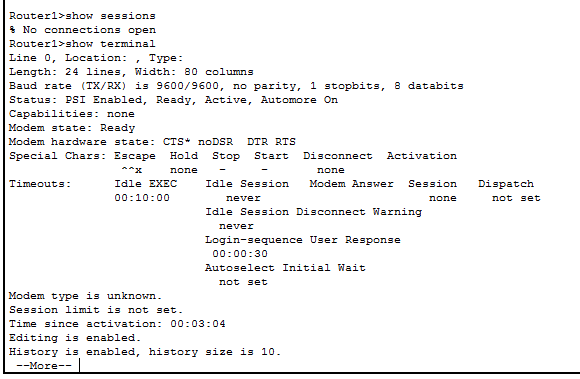 Router1>show sessions
% No connections open
Router1>show terminal
Line 0, Location: , Type:
Length: 24 lines, Width: 80 columns
Baud rate (TX/RX) is 9600/9600, no parity, 1 stopbits, 8 databits
Status: PSI Enabled, Ready, Active, Automore On
Capabilities: none
Modem state: Ready
Modem hardware state: CTS* noDSR  DTR RTS
Special Chars: Escape  Hold  Stop  Start  Disconnect  Activation
                ^^x    none   -     -       none
Timeouts:      Idle EXEC    Idle Session   Modem Answer  Session   Dispatch
               00:10:00        never                        none     not set
                            Idle Session Disconnect Warning
                              never
                            Login-sequence User Response
                             00:00:30
                            Autoselect Initial Wait
                              not set
Modem type is unknown.
Session limit is not set.
Time since activation: 00:03:04
Editing is enabled.
History is enabled, history size is 10.
 --More--